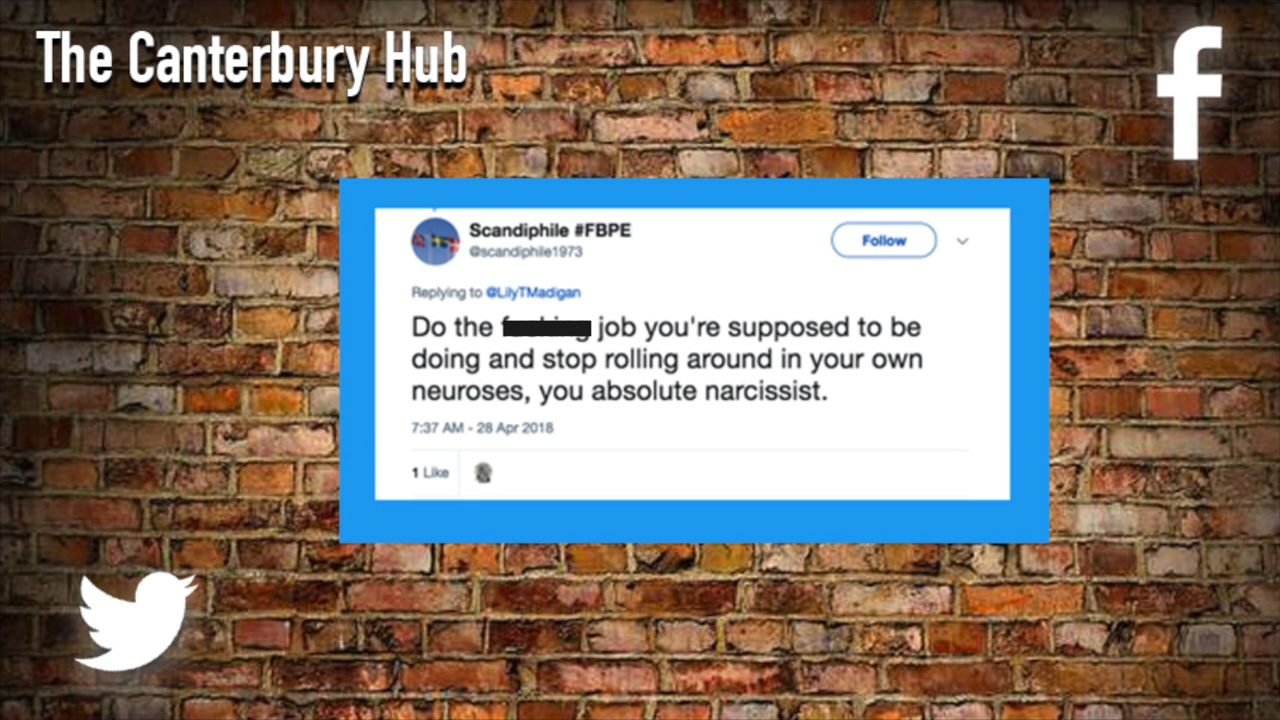 The Canterbury Hub
Scandiphile #FBPE
@scandiphile1973
Follow
Replying to @LilyTMadigan
Do the job you're supposed to be
doing and stop rolling around in your own
neuroses, you absolute narcissist.
7:37 AM - 28 Apr 2018
1 Like